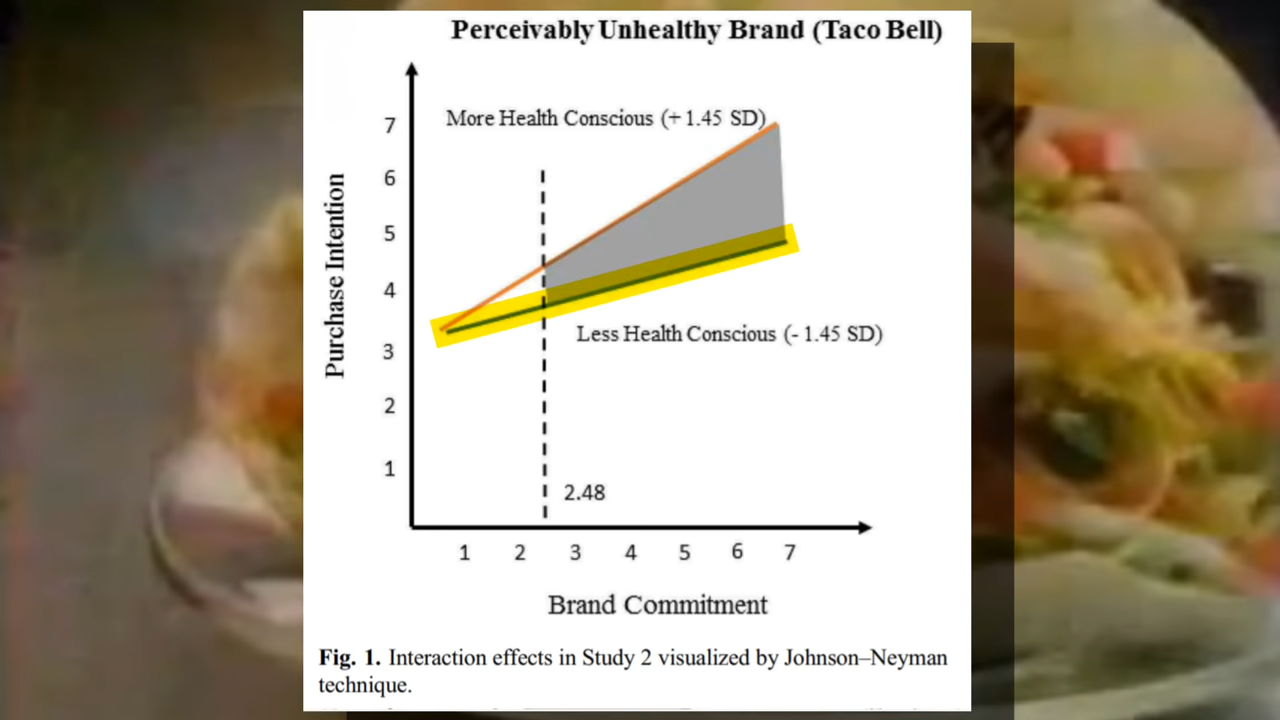 Perceivably Unhealthy Brand (Taco Bell)
More Health Conscious (+ 1.45 SD)
7
6
5
4
3
2
1
Purchase Intention
Less Health Conscious (- 1.45 SD)
2.48
1 2 3 4 5 6 7
Brand Commitment
Fig. 1. Interaction effects in Study 2 visualized by Johnson–Neyman
technique.